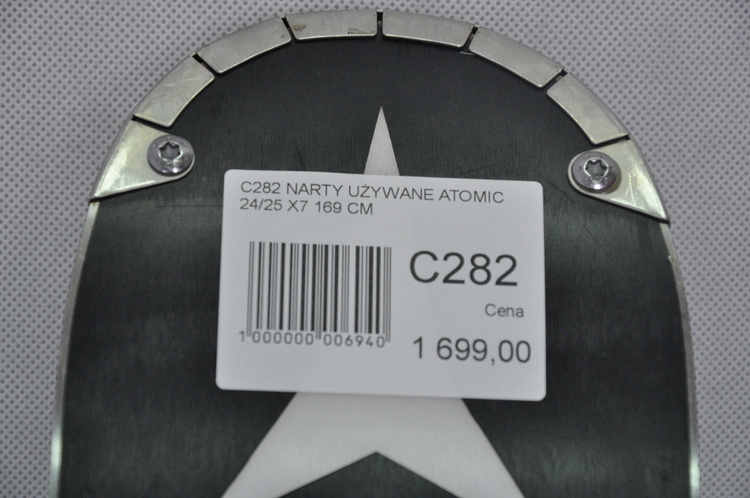 C282 NARTY UŻYWANE ATOMIC
24/25 X7 169 CM
C282
Cena
1 000000 006940
1 699,00